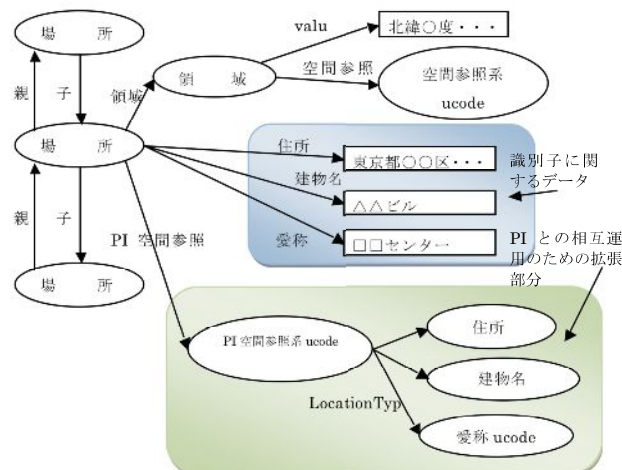 場　所
valu
北緯○度・・・
領　域
空間参照
空間参照系
ucode
親
子
領域
場　所
住所
東京都○○区・・・
建物名
△△ビル
愛称
□□センター
識別子に関
するデータ
親
子
PI 空間参照
PI との相互運
用のための拡張
部分
場　所
PI 空間参照系 ucode
住所
建物名
LocationTyp
愛称 ucode